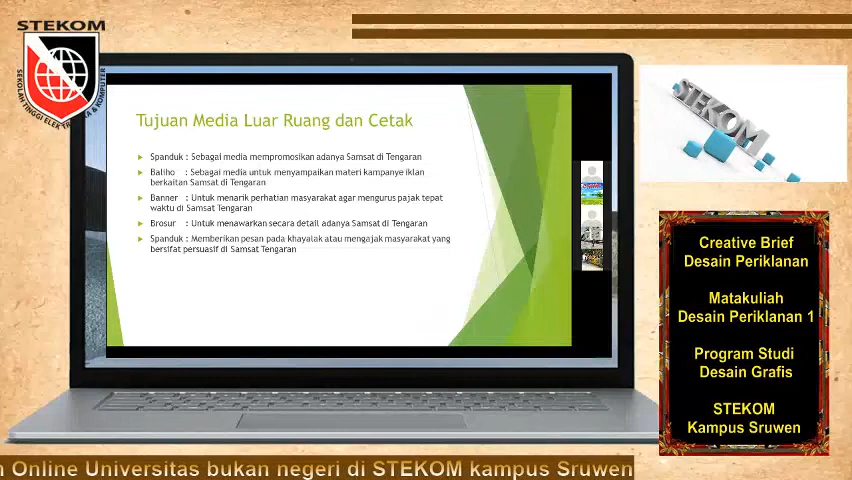 STEKOM
SEKOLAH TINGGI ELEKTRONIKA & KOMPUTER
Tujuan Media Luar Ruang dan Cetak
Spanduk : Sebagai media mempromosikan adanya Samsat di Tengaran
Baliho : Sebagai media untuk menyampaikan materi kampanye iklan
berkaitan Samsat di Tengaran
Banner : Untuk menarik perhatian masyarakat agar mengurus pajak tepat
waktu di Samsat Tengaran
Brosur : Untuk menawarkan secara detail adanya Samsat di Tengaran
Spanduk : Memberikan pesan pada khayalak atau mengajak masyarakat yang
bersifat persuasif di Samsat Tengaran
STEKOM
Creative Brief
Desain Periklanan
Matakuliah
Desain Periklanan 1
Program Studi
Desain Grafis
STEKOM
Kampus Sruwen
n Online Universitas bukan negeri di STEKOM kampus Sruwen